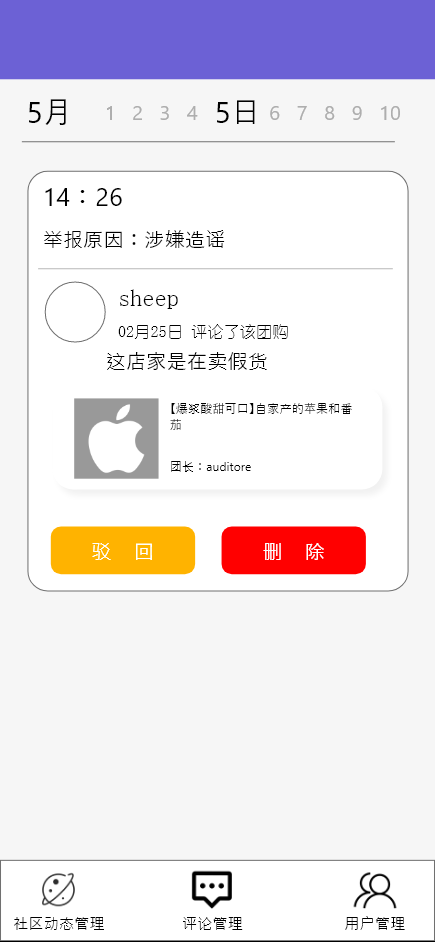 5月 1 2 3 4 5日 6 7 8 9 10
14：26
举报原因：涉嫌造谣
sheep
02月25日 评论了该团购
这店家是在卖假货
【爆浆酸甜可口】自家产的苹果和番
茄
团长：auditore
驳 回 删 除
社区动态管理 评论管理 用户管理